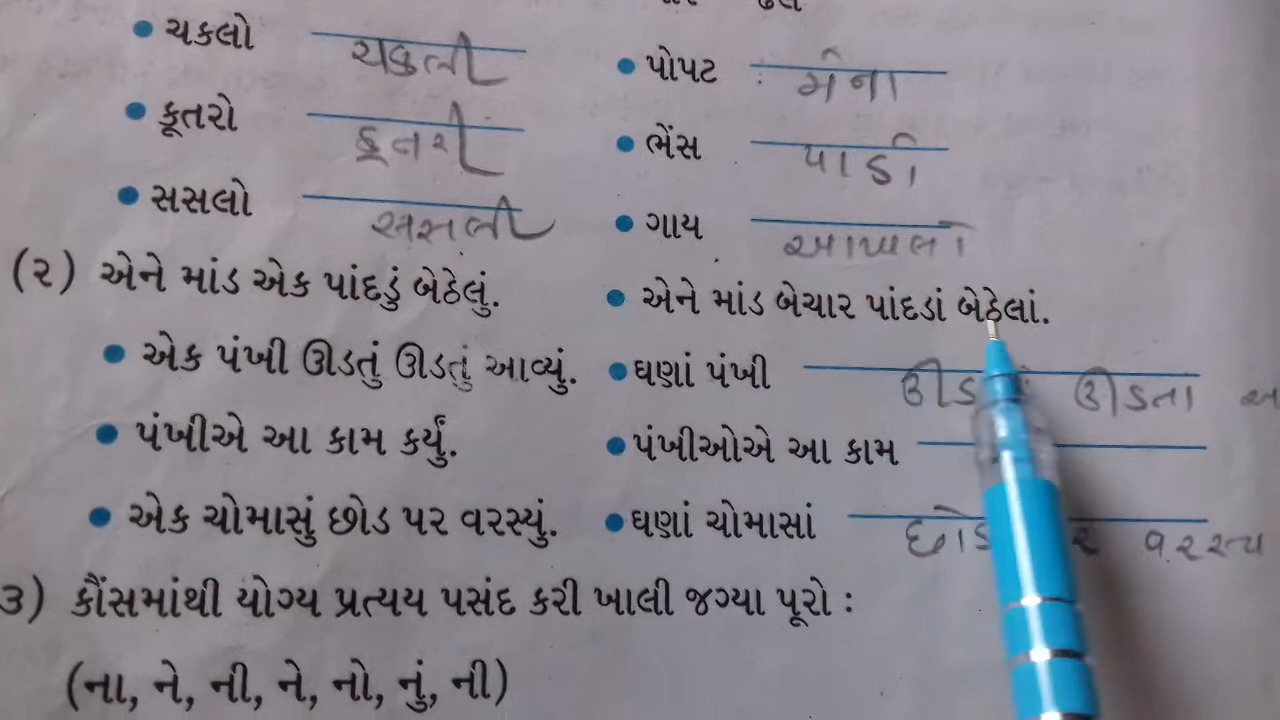 ચકલો ચકલી
પોપટ : મેના
કૂતરો કૂતરી
ભેંસ પાડી
સસલો સસલી
ગાય આખલો
(૨) એને માંડ એક પાંદડું બેઠેલું.
એને માંડ બેચાર પાંદડાં બેઠેલાં.
એક પંખી ઊડતું ઊડતું આવ્યું.
ઘણાં પંખી ઊડતાં ઊડતા
પંખીએ આ કામ કર્યું.
પંખીઓએ આ કામ
એક ચોમાસું છોડ પર વરસ્યું.
ઘણાં ચોમાસાં છોડ વરસ્ય
૩) કૌંસમાંથી યોગ્ય પ્રત્યય પસંદ કરી ખાલી જગ્યા પૂરો :
(ના, ને, ની, ને, નો, નું, ની)